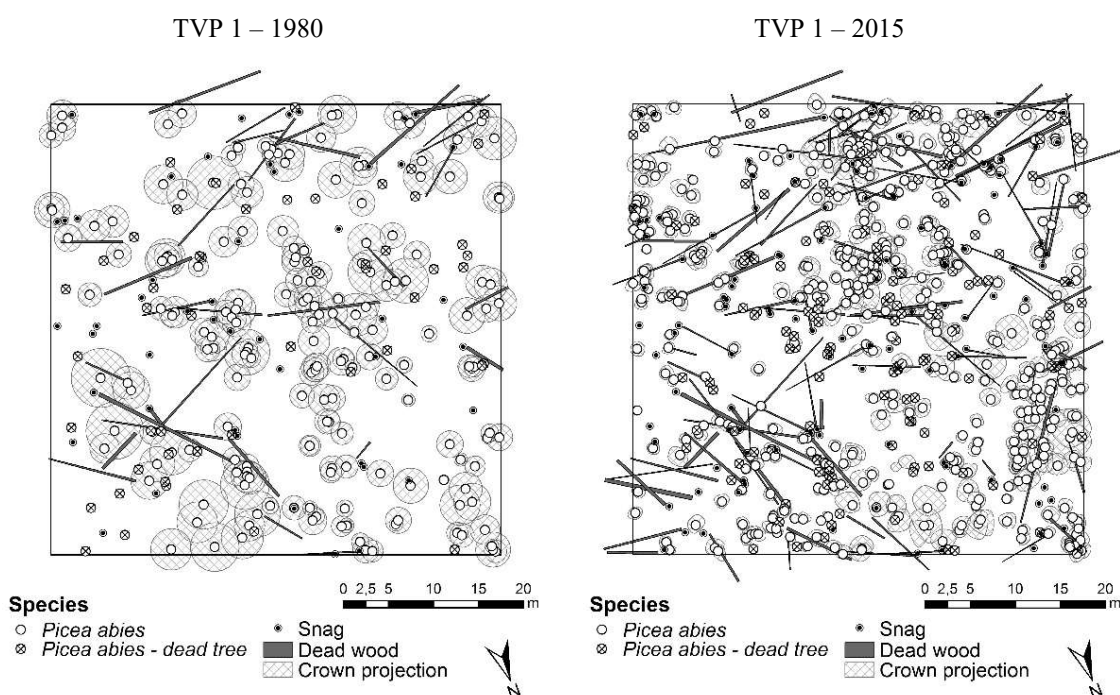 TVP 1 – 1980
TVP 1 – 2015
Species
Picea abies
Picea abies - dead tree
Snag
Dead wood
Crown projection
0 2,5 5 10 15 20
m
N
Species
Picea abies
Picea abies - dead tree
Snag
Dead wood
Crown projection
0 2,5 5 10 15 20
m
N